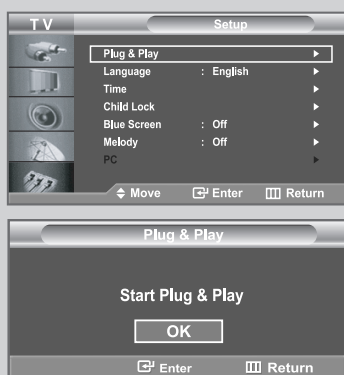 TV Setup
Plug & Play
Language : English
Time
Child Lock
Blue Screen : Off
Melody : Off
PC
Move Enter Return
Plug & Play
Start Plug & Play
OK
Enter Return